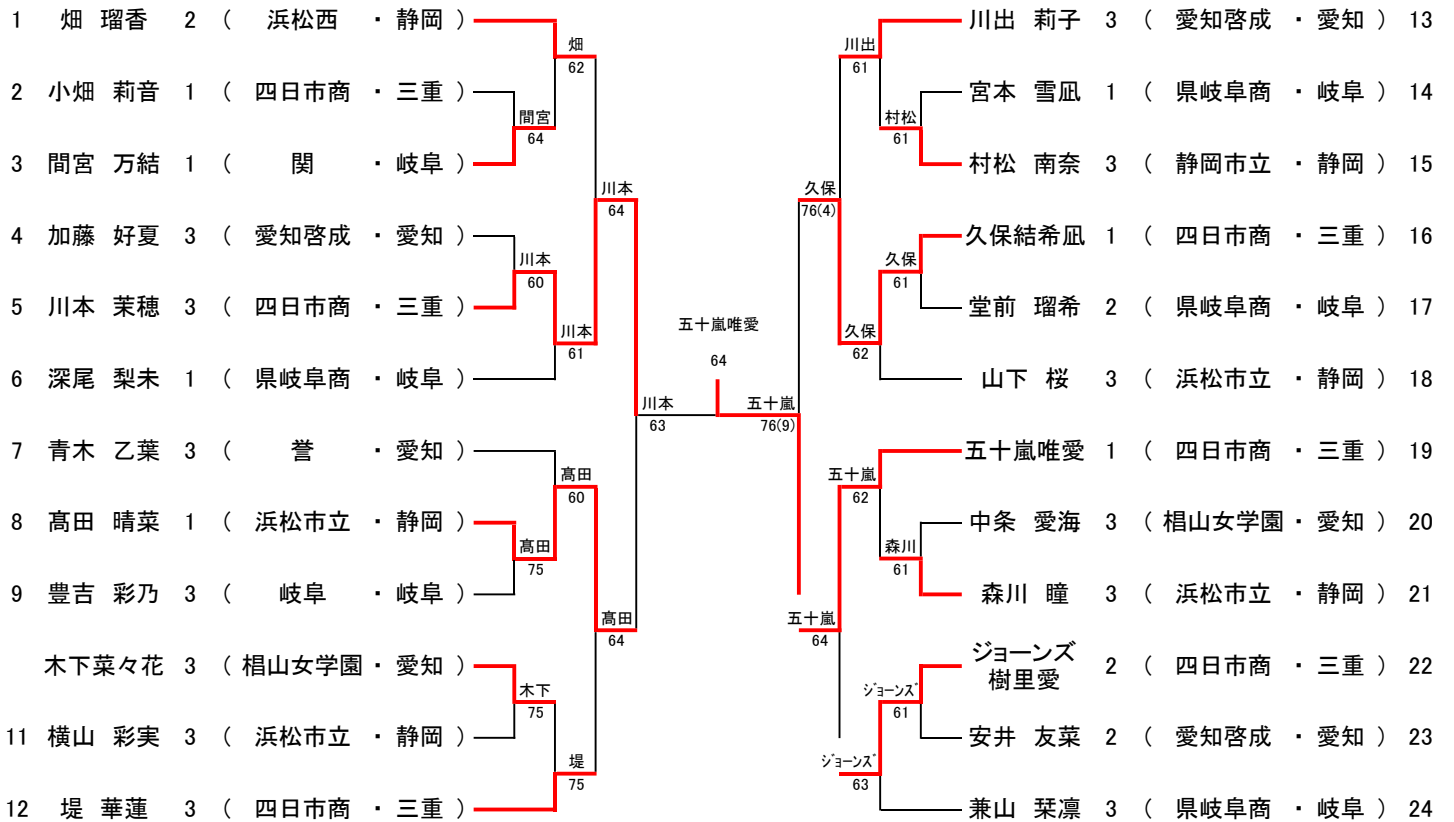 1 畑 瑠香 2 ( 浜松西 ・ 静岡 )
2 小畑 莉音 1 ( 四日市商 ・ 三重 )
3 間宮 万結 1 ( 関 ・ 岐阜 )
4 加藤 好夏 3 ( 愛知啓成 ・ 愛知 )
5 川本 茉穂 3 ( 四日市商 ・ 三重 )
6 深尾 梨未 1 ( 県岐阜商 ・ 岐阜 )
7 青木 乙葉 3 ( 誉 ・ 愛知 )
8 髙田 晴菜 1 ( 浜松市立 ・ 静岡 )
9 豊吉 彩乃 3 ( 岐阜 ・ 岐阜 )
木下菜々花 3 ( 椙山女学園 ・ 愛知 )
11 横山 彩実 3 ( 浜松市立 ・ 静岡 )
12 堤 華蓮 3 ( 四日市商 ・ 三重 )
畑
62
間宮
64
川本
64
川本
60
川本
61
川本
63
髙田
60
髙田
75
髙田
64
木下
75
堤
75
五十嵐唯愛
64
川出
61
村松
61
久保
76(4)
久保
61
久保
62
五十嵐
76(9)
五十嵐
62
森川
61
五十嵐
64
ジョーンズ
61
ジョーンズ
63
川出 莉子 3 ( 愛知啓成 ・ 愛知 ) 13
宮本 雪凪 1 ( 県岐阜商 ・ 岐阜 ) 14
村松 南奈 3 ( 静岡市立 ・ 静岡 ) 15
久保結希凪 1 ( 四日市商 ・ 三重 ) 16
堂前 瑠希 2 ( 県岐阜商 ・ 岐阜 ) 17
山下 桜 3 ( 浜松市立 ・ 静岡 ) 18
五十嵐唯愛 1 ( 四日市商 ・ 三重 ) 19
中条 愛海 3 ( 椙山女学園 ・ 愛知 ) 20
森川 瞳 3 ( 浜松市立 ・ 静岡 ) 21
ジョーンズ
樹里愛 2 ( 四日市商 ・ 三重 ) 22
安井 友菜 2 ( 愛知啓成 ・ 愛知 ) 23
兼山 栞凛 3 ( 県岐阜商 ・ 岐阜 ) 24